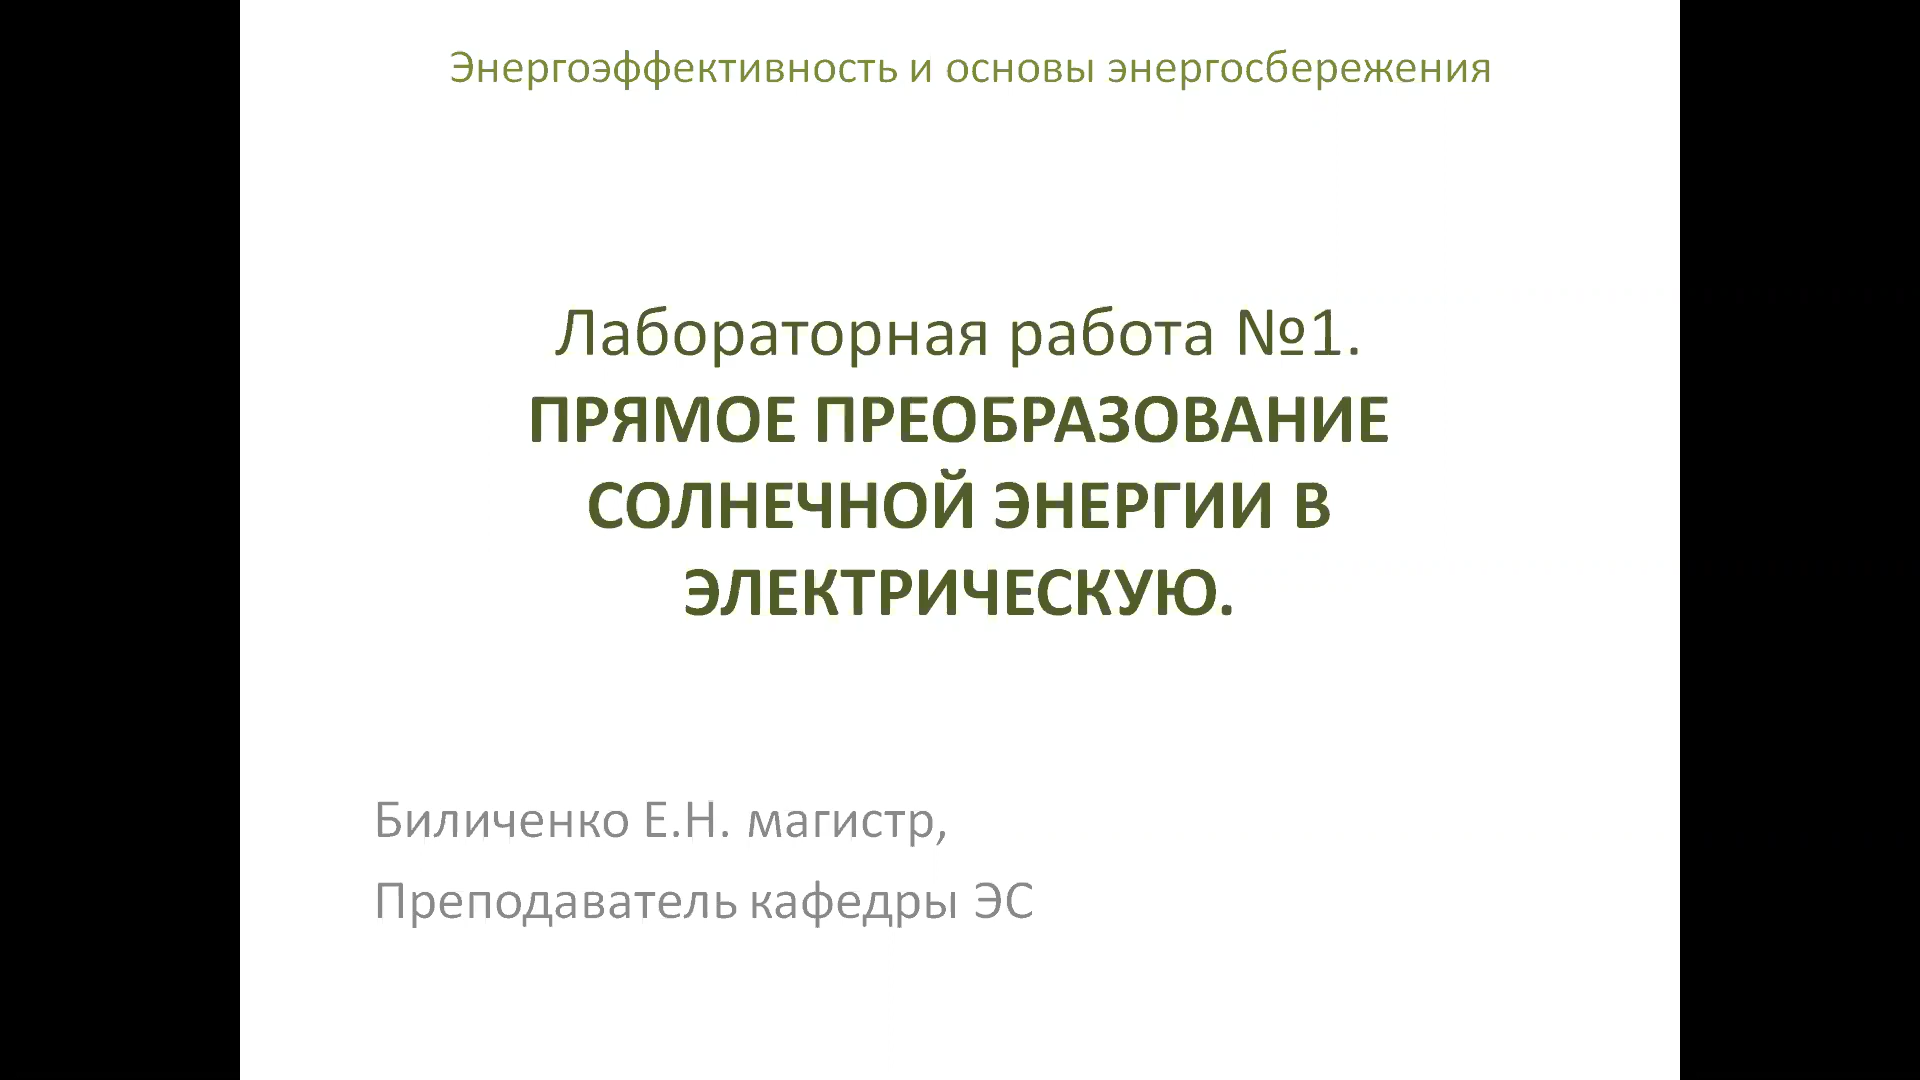 Энергоэффективность и основы энергосбережения
Лабораторная работа №1.
ПРЯМОЕ ПРЕОБРАЗОВАНИЕ
СОЛНЕЧНОЙ ЭНЕРГИИ В
ЭЛЕКТРИЧЕСКУЮ.
Биличенко Е.Н. магистр,
Преподаватель кафедры ЭС